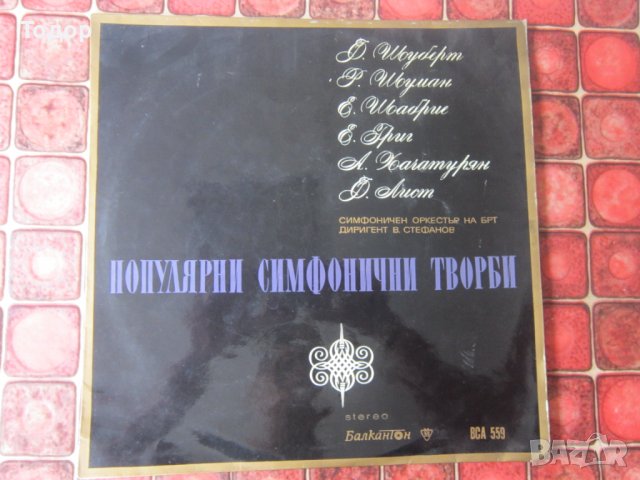 Тодор
Ф. Шуберт
Р. Шуман
Е. Шабрие
Е. Григ
А. Хачатурян
Ф. Лист
СИМФОНИЧЕН ОРКЕСТЪР НА БРТ
ДИРИГЕНТ В. СТЕФАНОВ
ПОПУЛЯРНИ СИМФОНИЧНИ ТВОРБИ
stereo
Балкантон ВСА 559
BAZAR